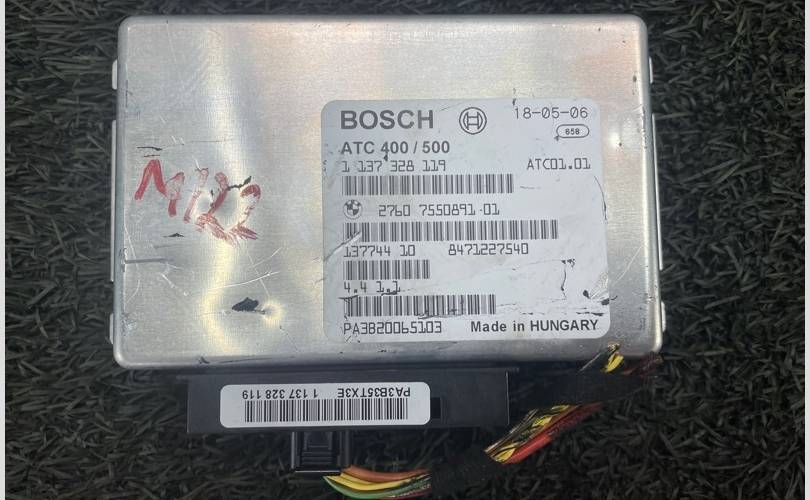 BOSCH
18-05-06
658
ATC 400 / 500
1 137 328 119
ATC01.01
2760 7550891-01
137744 10 8471227540
4.4 1.1
PA3B20065103 Made in HUNGARY
M122
PA3B35TX3E 1 137 328 119